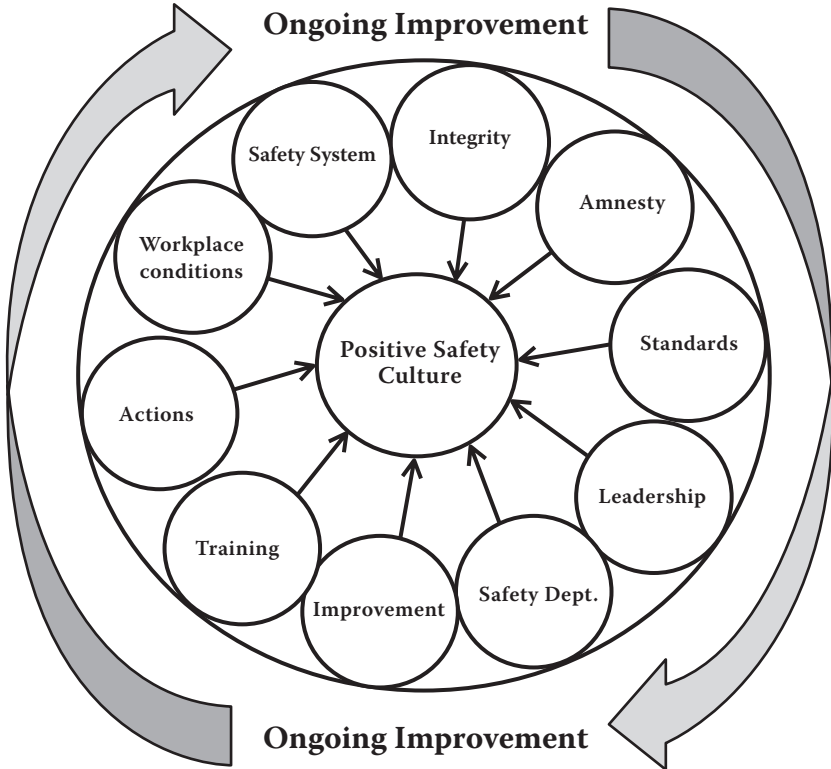 Ongoing Improvement
Safety System
Integrity
Amnesty
Workplace
conditions
Standards
Positive Safety
Culture
Actions
Leadership
Training
Safety Dept.
Improvement
Ongoing Improvement